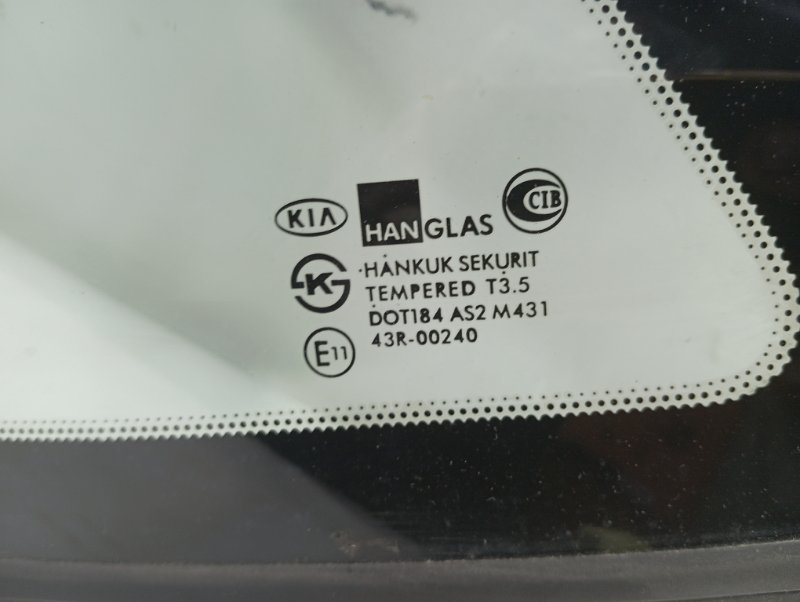 KIA HANGLAS CIB
K HANKUK SEKURIT
TEMPERED T3.5
DOT184 AS2 M431
E11 43R-00240